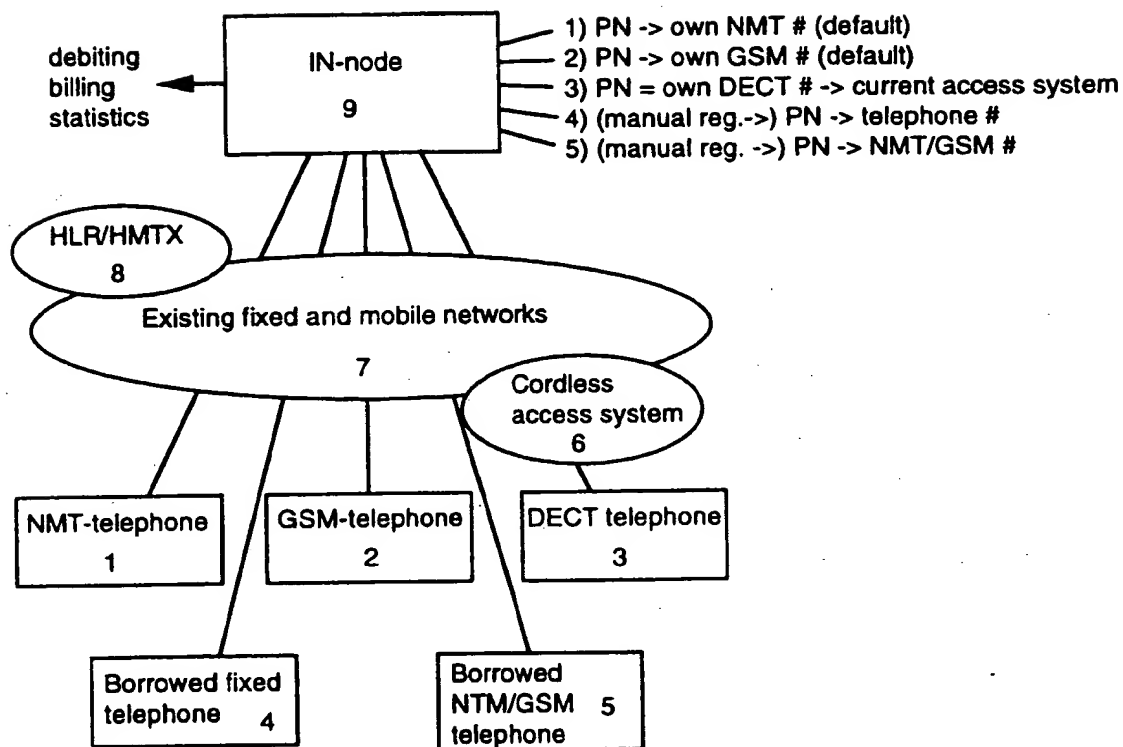 debiting
billing
statistics
IN-node
9
1) PN -> own NMT # (default)
2) PN -> own GSM # (default)
3) PN = own DECT # -> current access system
4) (manual reg.->) PN -> telephone #
5) (manual reg. ->) PN -> NMT/GSM #
HLR/HMTX
8
Existing fixed and mobile networks
7
Cordless
access system
6
NMT-telephone
1
GSM-telephone
2
DECT telephone
3
Borrowed fixed
telephone 4
Borrowed
NTM/GSM 5
telephone